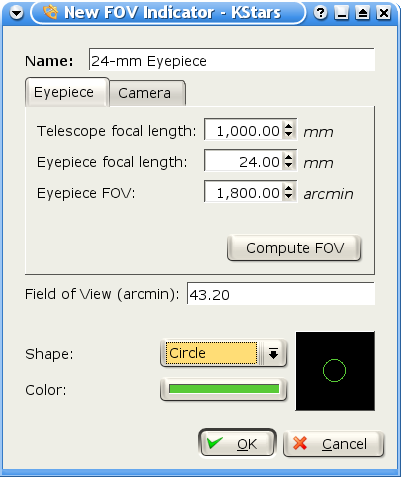 New FOV Indicator - KStars
Name: 24-mm Eyepiece
Eyepiece Camera
Telescope focal length: 1,000.00 mm
Eyepiece focal length: 24.00 mm
Eyepiece FOV: 1,800.00 arcmin
Compute FOV
Field of View (arcmin): 43.20
Shape: Circle
Color:
OK Cancel